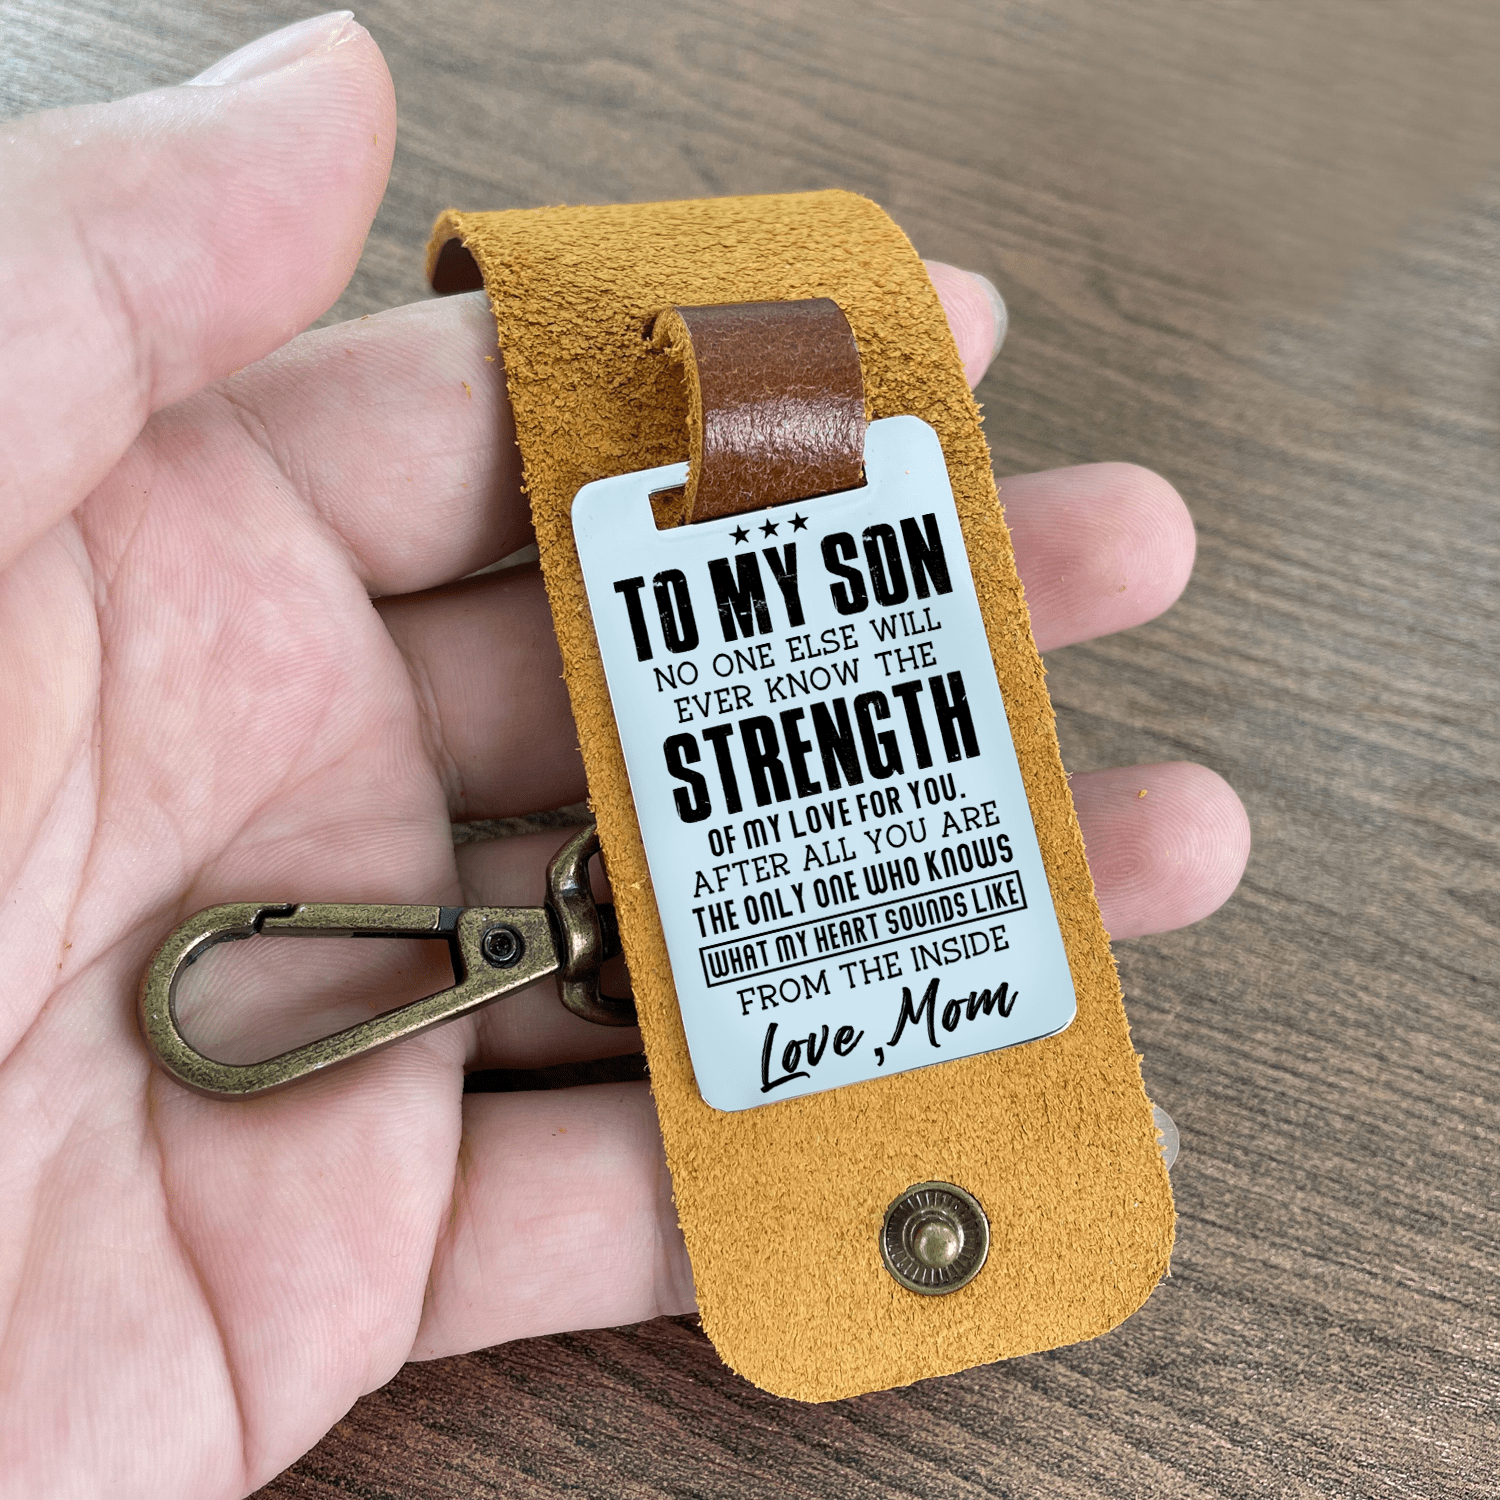 TO MY SON
NO ONE ELSE WILL
EVER KNOW THE
STRENGTH
OF MY LOVE FOR YOU.
AFTER ALL YOU ARE
THE ONLY ONE WHO KNOWS
WHAT MY HEART SOUNDS LIKE
FROM THE INSIDE
Love, Mom